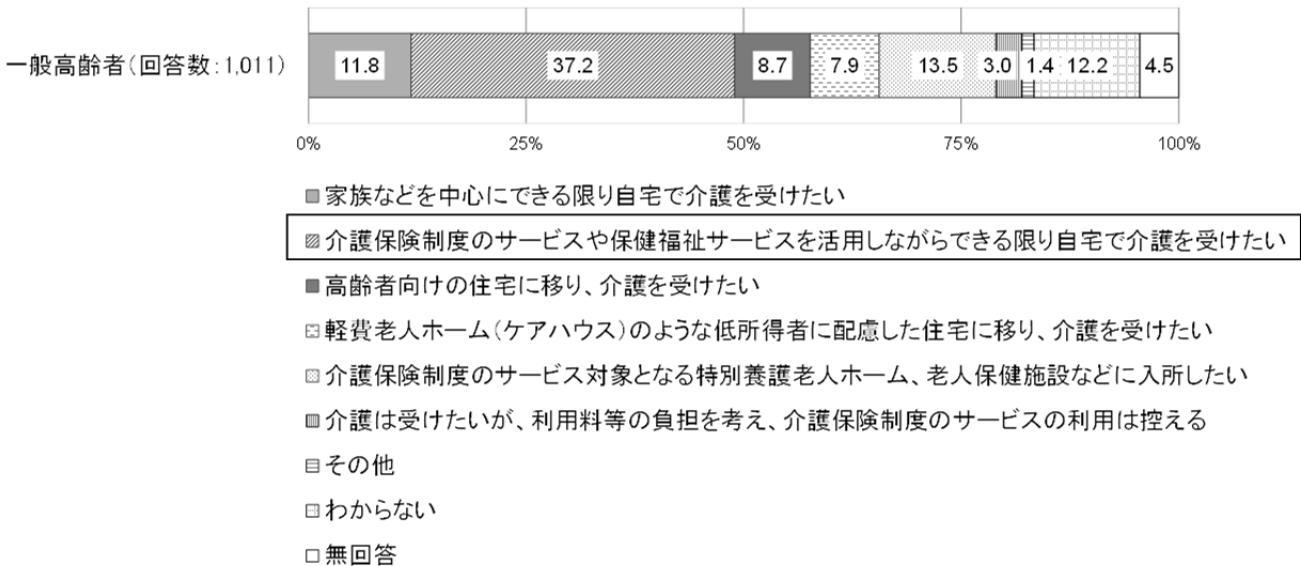 一般高齢者(回答数:1,011)
11.8 37.2 8.7 7.9 13.5 3.0 1.4 12.2 4.5
0% 25% 50% 75% 100%
家族などを中心にできる限り自宅で介護を受けたい
介護保険制度のサービスや保健福祉サービスを活用しながらできる限り自宅で介護を受けたい
高齢者向けの住宅に移り、介護を受けたい
軽費老人ホーム(ケアハウス)のような低所得者に配慮した住宅に移り、介護を受けたい
介護保険制度のサービス対象となる特別養護老人ホーム、老人保健施設などに入所したい
介護は受けたいが、利用料等の負担を考え、介護保険制度のサービスの利用は控える
その他
わからない
無回答